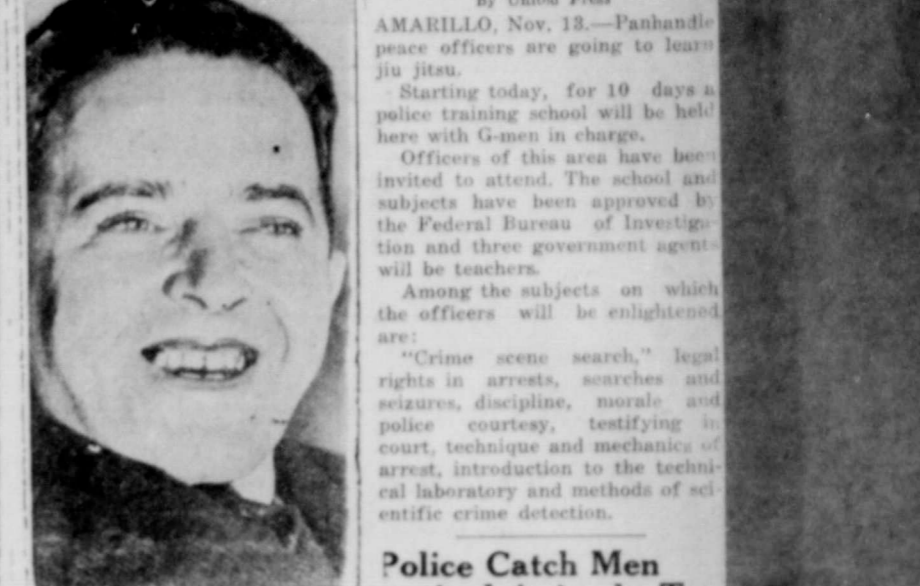 By United Press
AMARILLO, Nov. 13.—Panhandle
peace officers are going to learn
jiu jitsu.
Starting today, for 10 days a
police training school will be held
here with G-men in charge.
Officers of this area have been
invited to attend. The school and
subjects have been approved by
the Federal Bureau of Investiga-
tion and three government agents
will be teachers.
Among the subjects on which
the officers will be enlightened
are:
"Crime scene search," legal
rights in arrests, searches and
seizures, discipline, morale and
police courtesy, testifying in
court, technique and mechanics of
arrest, introduction to the techni-
cal laboratory and methods of sci-
entific crime detection.
Police Catch Men